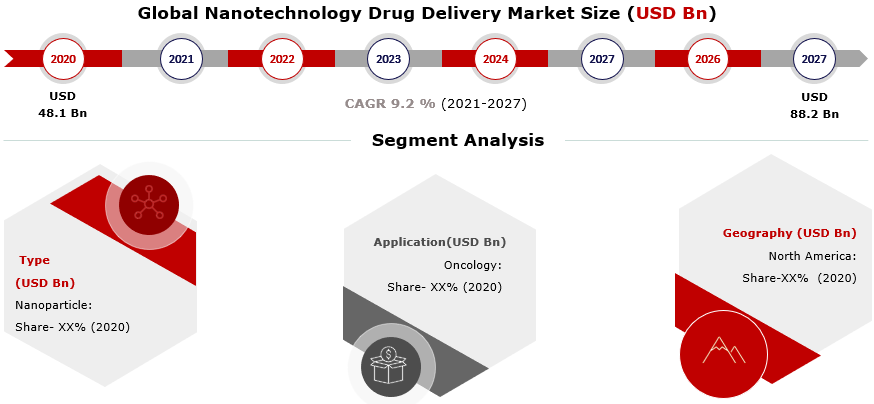 Global Nanotechnology Drug Delivery Market Size (USD Bn)
2020 2021 2022 2023 2024 2027 2026 2027
USD
48.1 Bn
CAGR 9.2 % (2021-2027)
USD
88.2 Bn
Segment Analysis
Type
(USD Bn)
Nanoparticle:
Share- XX% (2020)
Application(USD Bn)
Oncology:
Share- XX% (2020)
Geography (USD Bn)
North America:
Share-XX% (2020)
$